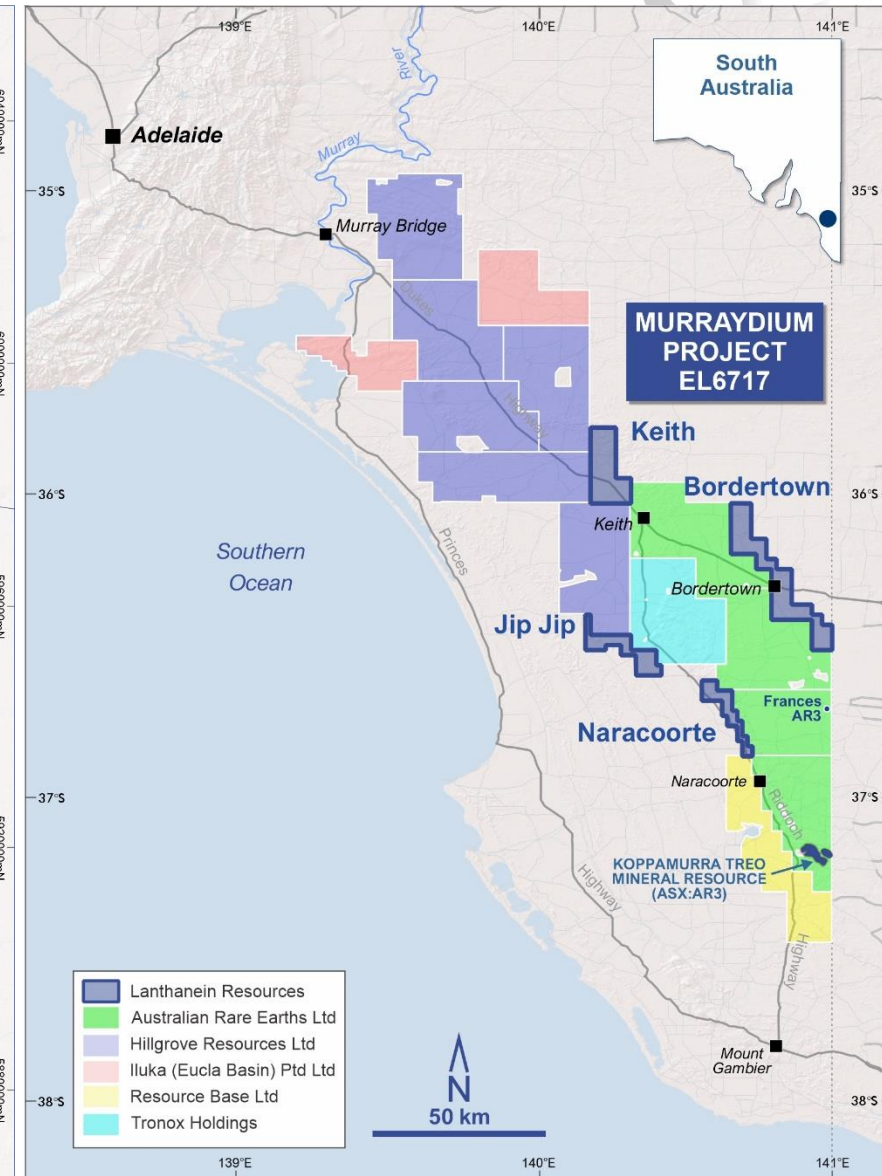 139°E
140°E
141°E
South
Australia
River
Murray
Adelaide
35°S
35°S
Murray Bridge
Dukes
Highway
MURRAYDIUM
PROJECT
EL6717
Keith
Bordertown
36°S
36°S
Keith
Princes
Southern
Ocean
Bordertown
Jip Jip
Frances
AR3
Naracoorte
Naracoorte
37°S
37°S
Riddoch
KOPPAMURRA TREO
MINERAL RESOURCE
(ASX:AR3)
Highway
Highway
Lanthanein Resources
Australian Rare Earths Ltd
Hillgrove Resources Ltd
Iluka (Eucla Basin) Ptd Ltd
Resource Base Ltd
Tronox Holdings
N
50 km
Mount
Gambier
38°S
38°S
139°E
140°E
141°E